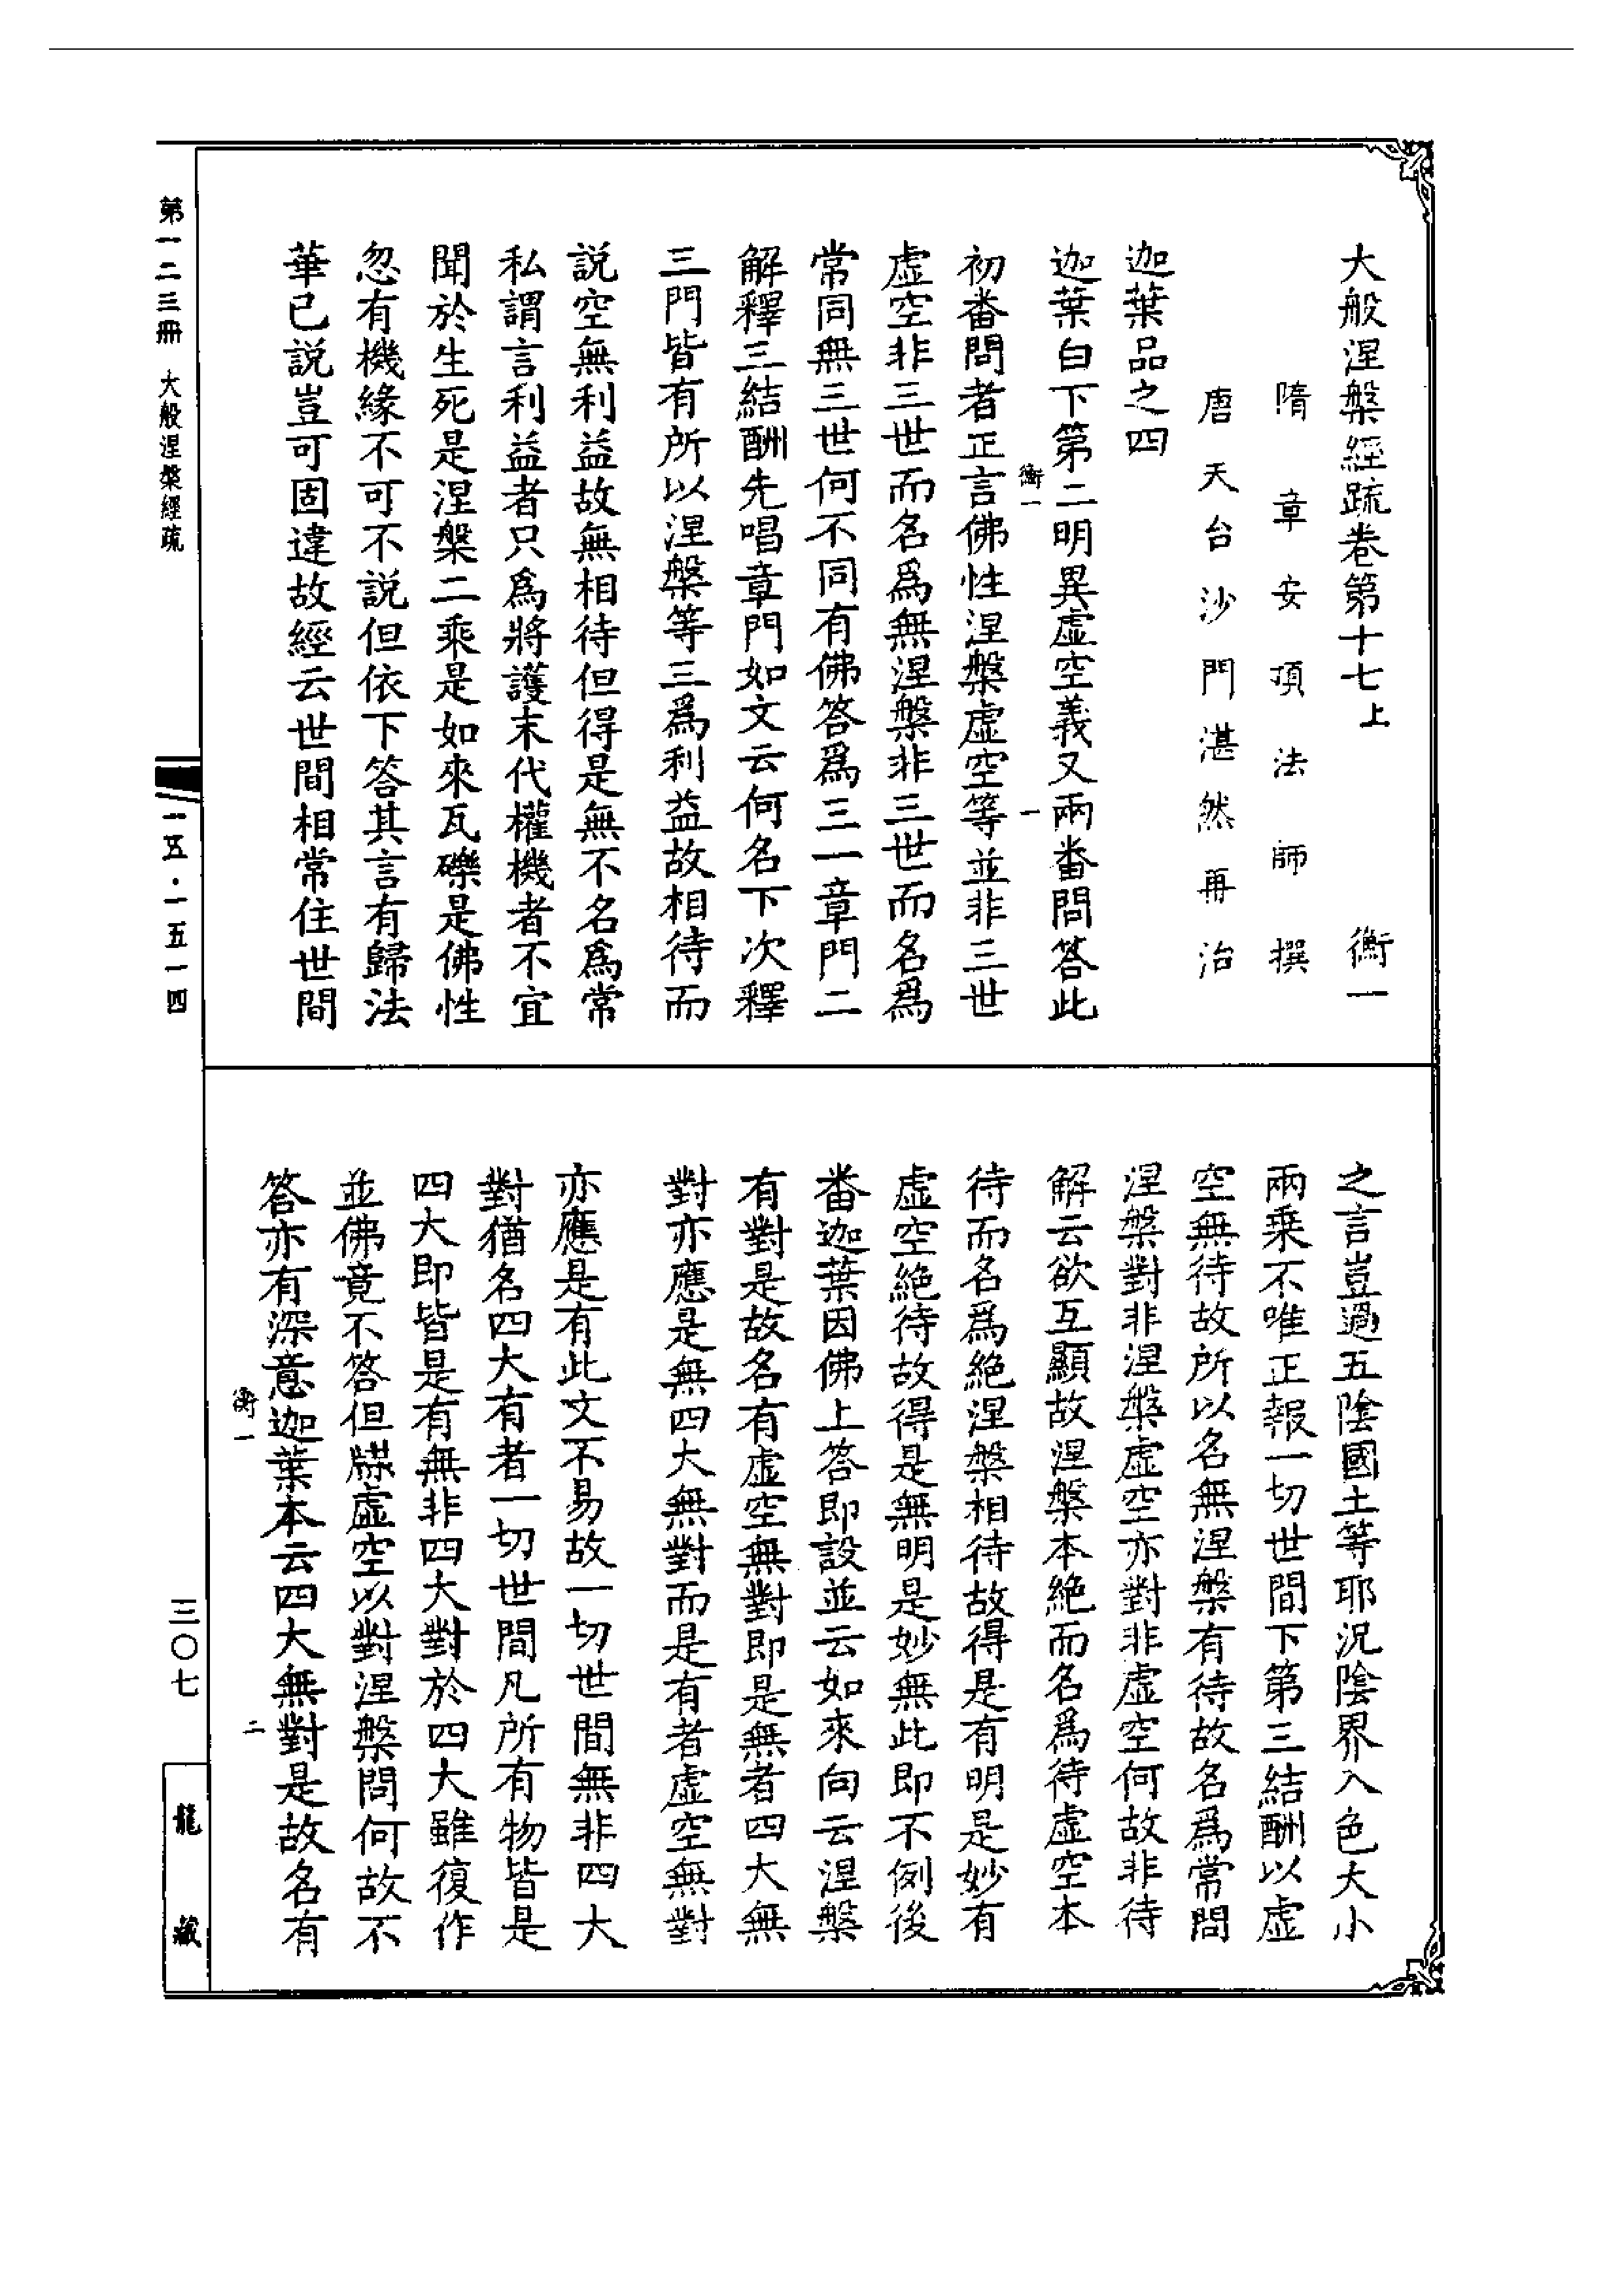 大般涅槃經疏卷第十七上　衡一
隋章安頂法師撰
唐天台沙門湛然再治
迦葉品之四
迦葉白下第二明異虛空義又兩番問答此
衡一　一
初番問者正言佛性涅槃虛空等並非三世
虛空非三世而名爲無涅槃非三世而名爲
常同無三世何不同有佛答爲三一章門二
解釋三結酬先唱章門如文云何名下次釋
三門皆有所以涅槃等三爲利益故相待而
說空無利益故無相待但得是無不名爲常
私謂言利益者只爲將護末代權機者不宜
聞於生死是涅槃二乘是如來瓦礫是佛性
忽有機緣不可不說但依下答其言有歸法
華已說豈可固違故經云世間相常住世間
之言豈過五陰國土等耶況陰界入色大小
兩乘不唯正報一切世間下第三結酬以虛
空無待故所以名無涅槃有待故名爲常問
涅槃對非涅槃虛空亦對非虛空何故非待
解云欲互顯故涅槃本絕而名爲待虛空本
待而名爲絕涅槃相待故得是有明是妙有
虛空絕待故得是無明是妙無此即不例後
番迦葉因佛上答即設並云如來向云涅槃
有對是故名有虛空無對即是無者四大無
對亦應是無四大無對而是有者虛空無對
亦應是有此文不易故一切世間無非四大
對猶名四大有者一切世間凡所有物皆是
四大即皆是有無非四大對於四大雖復作
並佛竟不答但牒虛空以對涅槃問何故不
答亦有深意迦葉本云四大無對是故名有
衡一　二
第一二三冊　大般涅槃經疏
一五·一五一四
三〇七
龍藏